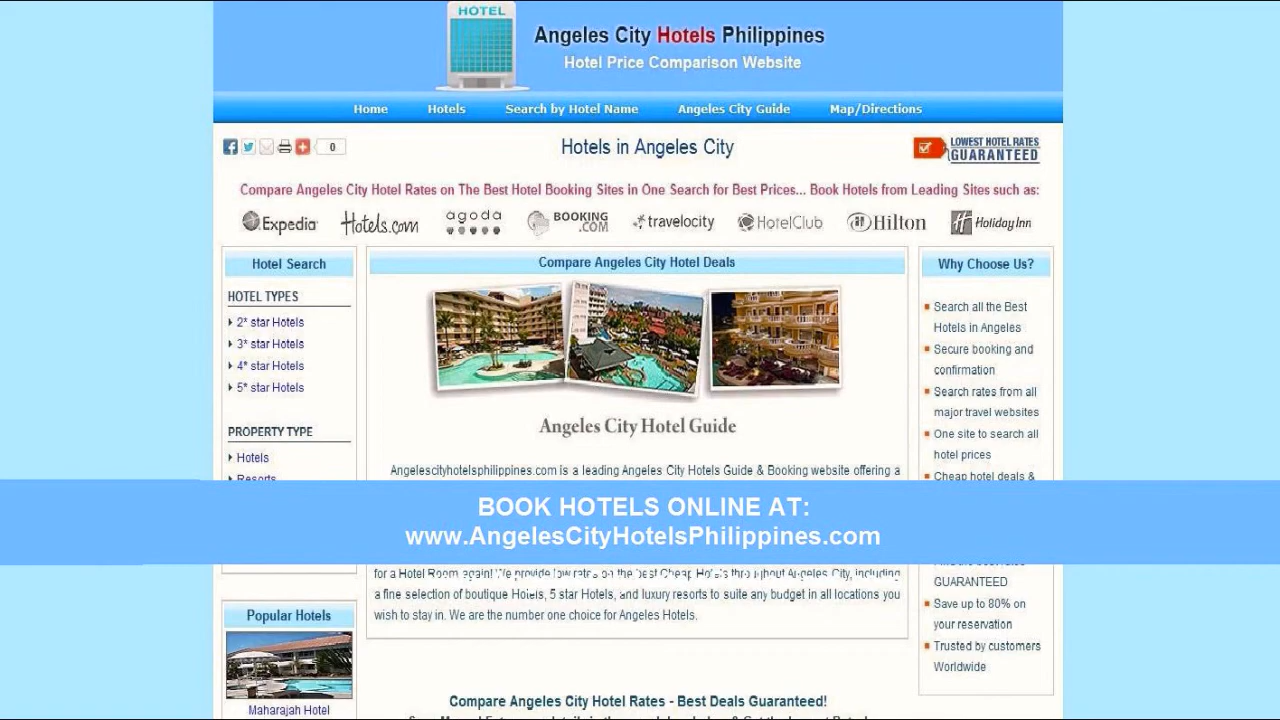 HOTEL
Angeles City Hotels Philippines
Hotel Price Comparison Website
Home Hotels Search by Hotel Name Angeles City Guide Map/Directions
0
Hotels in Angeles City
LOWEST HOTEL RATES
GUARANTEED
Compare Angeles City Hotel Rates on The Best Hotel Booking Sites in One Search for Best Prices... Book Hotels from Leading Sites such as:
Expedia Hotels.com agoda BOOKING.COM travelocity HotelClub Hilton Holiday Inn
Hotel Search
HOTEL TYPES
2* star Hotels
3* star Hotels
4* star Hotels
5* star Hotels
PROPERTY TYPE
Hotels
Resorts
Popular Hotels
Maharajah Hotel
Compare Angeles City Hotel Deals
Angeles City Hotel Guide
Angelescityhotelsphilippines.com is a leading Angeles City Hotels Guide & Booking website offering a
BOOK HOTELS ONLINE AT:
www.AngelesCityHotelsPhilippines.com
for a Hotel Room again! We provide low rates on the best Cheap Hotels throughout Angeles City, including
a fine selection of boutique Hotels, 5 star Hotels, and luxury resorts to suite any budget in all locations you
wish to stay in. We are the number one choice for Angeles Hotels.
Compare Angeles City Hotel Rates - Best Deals Guaranteed!
Why Choose Us?
Search all the Best
Hotels in Angeles
Secure booking and
confirmation
Search rates from all
major travel websites
One site to search all
hotel prices
Cheap hotel deals &
GUARANTEED
Save up to 80% on
your reservation
Trusted by customers
Worldwide